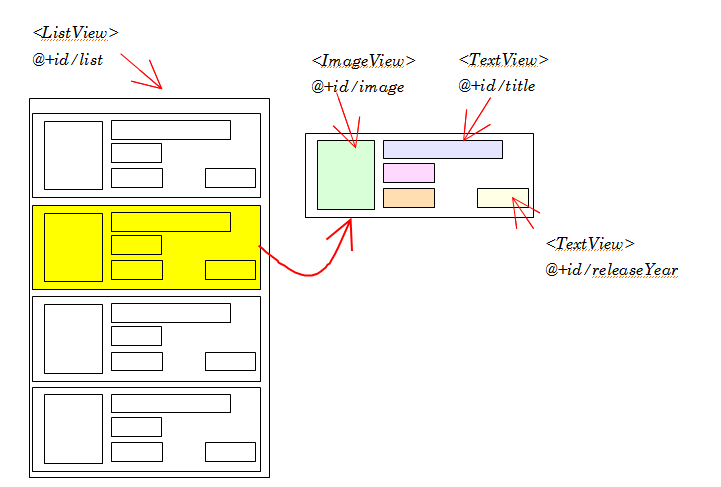 <ListView>
@+id/list
<ImageView>
@+id/image
<TextView>
@+id/title
<TextView>
@+id/releaseYear